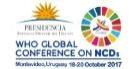 PRESIDENCIA
WHO GLOBAL
CONFERENCE ON NCDs
Montevideo, Uruguay 18-20 October 2017